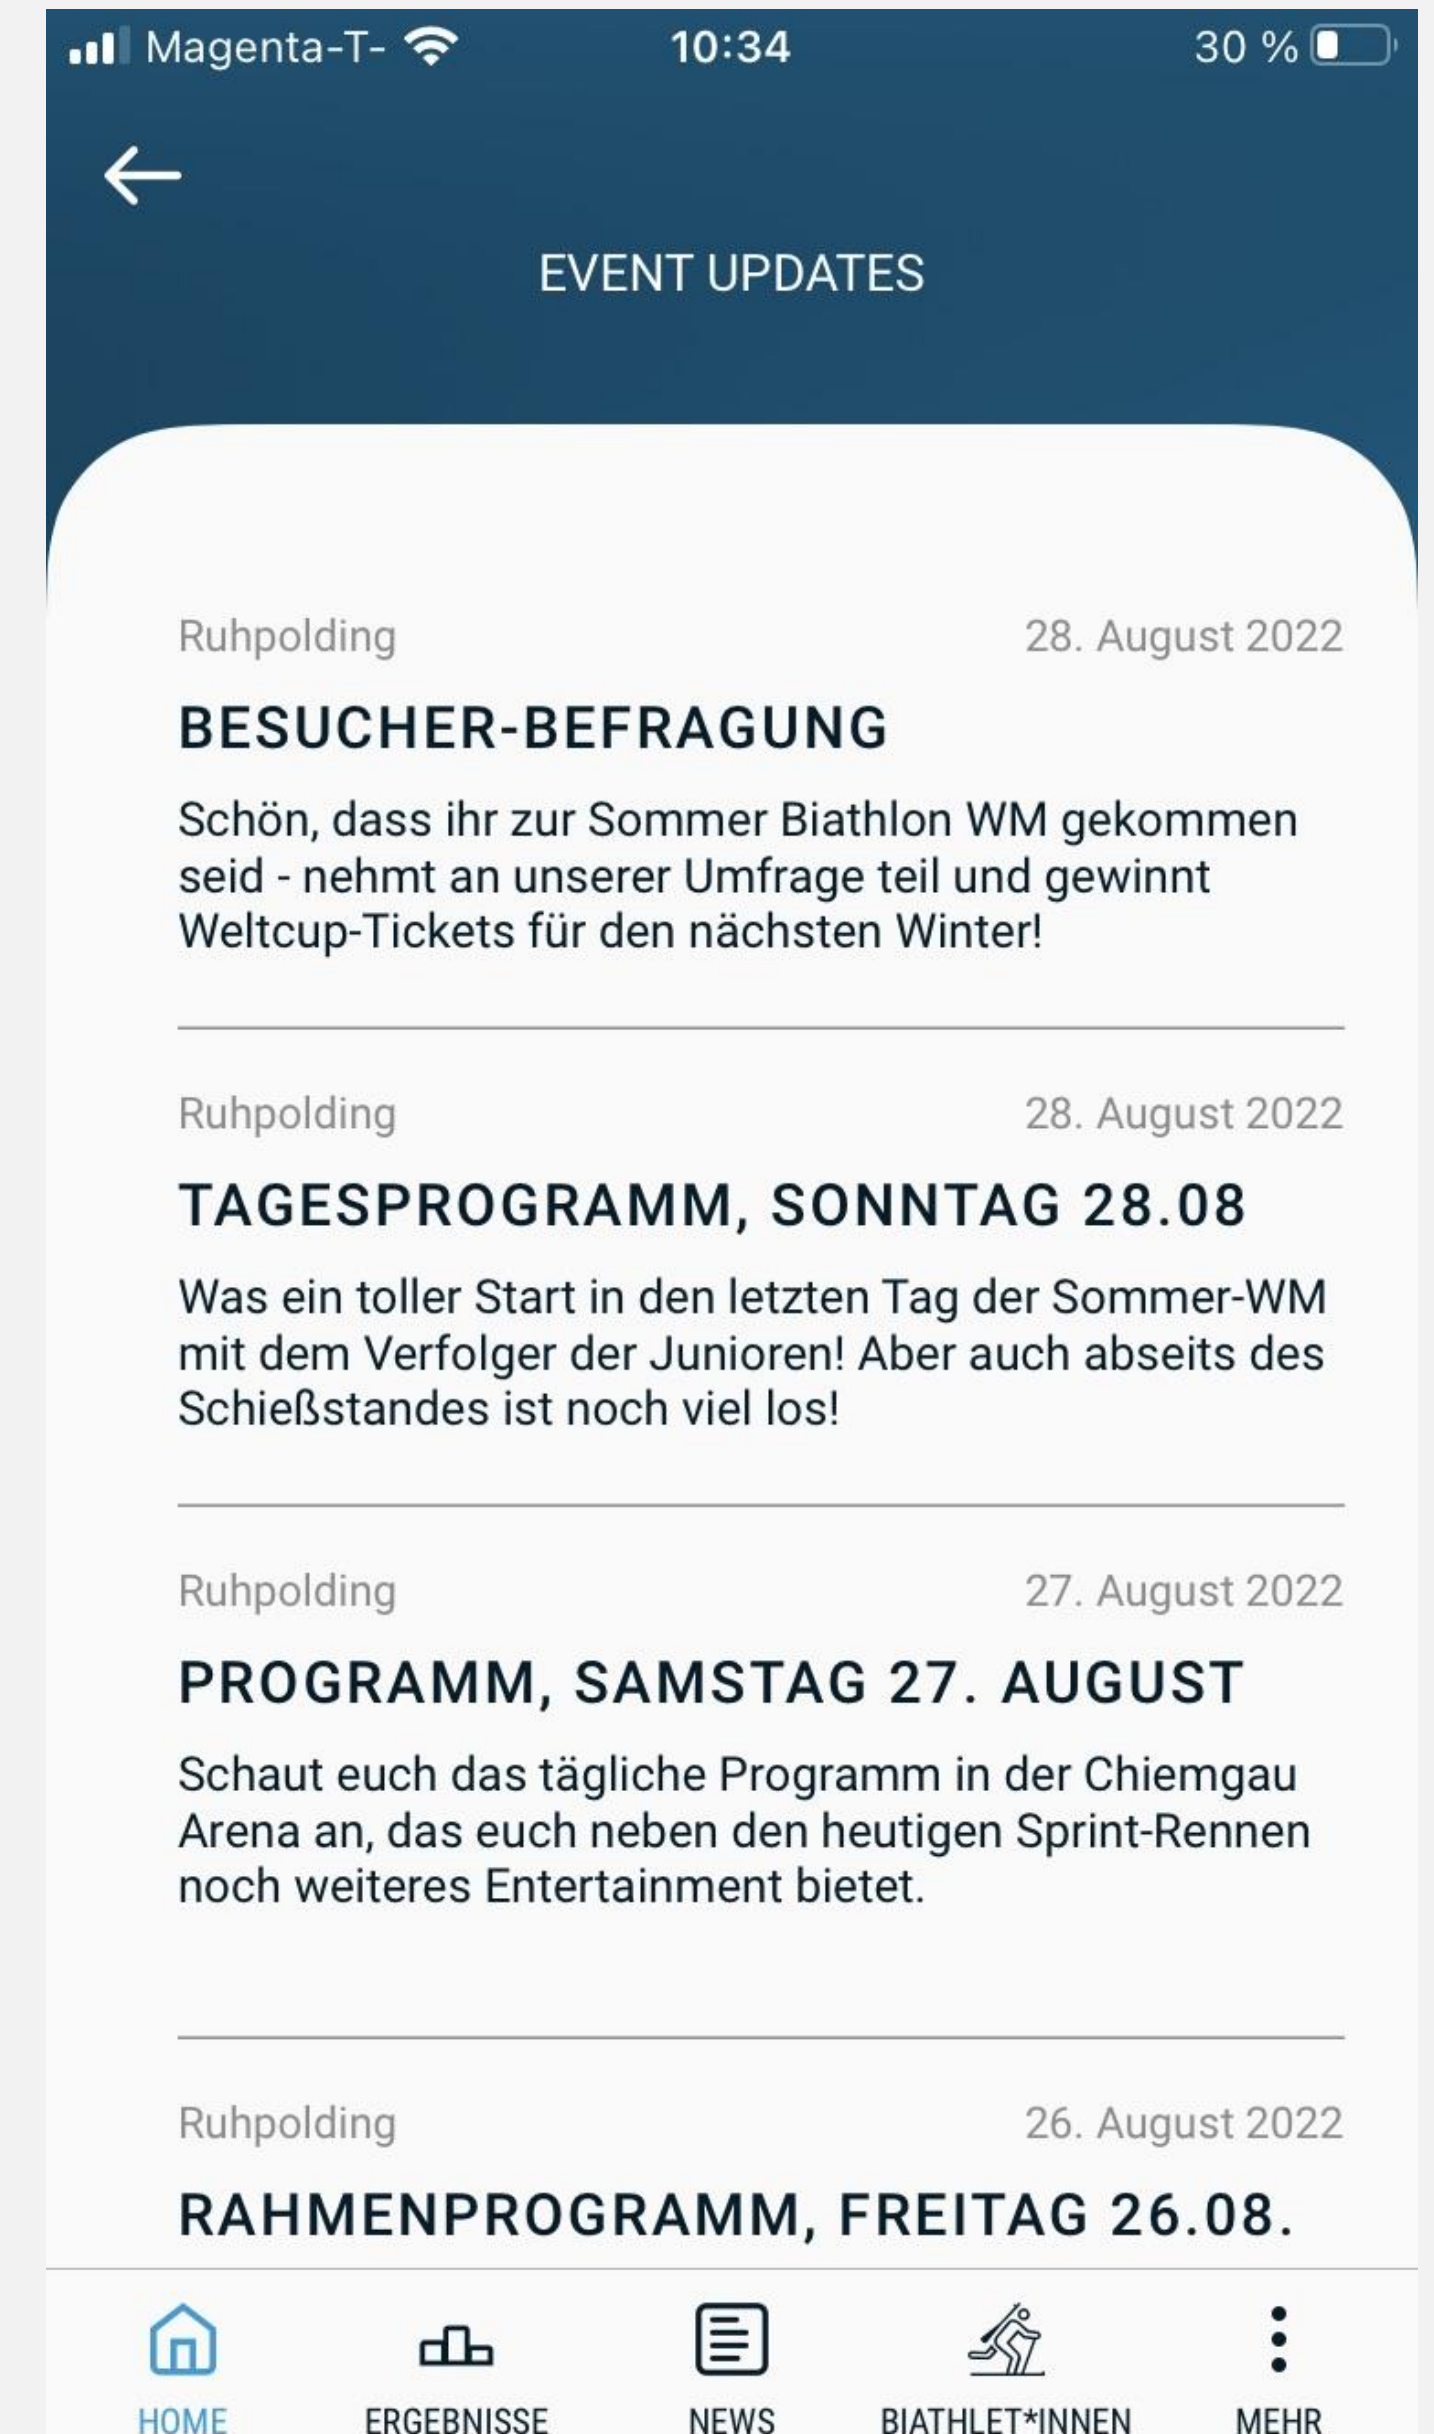 Magenta-T- 10:34 30 %
EVENT UPDATES
Ruhpolding 28. August 2022
BESUCHER-BEFRAGUNG
Schön, dass ihr zur Sommer Biathlon WM gekommen
seid - nehmt an unserer Umfrage teil und gewinnt
Weltcup-Tickets für den nächsten Winter!
Ruhpolding 28. August 2022
TAGESPROGRAMM, SONNTAG 28.08
Was ein toller Start in den letzten Tag der Sommer-WM
mit dem Verfolger der Junioren! Aber auch abseits des
Schießstandes ist noch viel los!
Ruhpolding 27. August 2022
PROGRAMM, SAMSTAG 27. AUGUST
Schaut euch das tägliche Programm in der Chiemgau
Arena an, das euch neben den heutigen Sprint-Rennen
noch weiteres Entertainment bietet.
Ruhpolding 26. August 2022
RAHMENPROGRAMM, FREITAG 26.08.
HOME ERGEBNISSE NEWS BIATHLET*INNEN MEHR